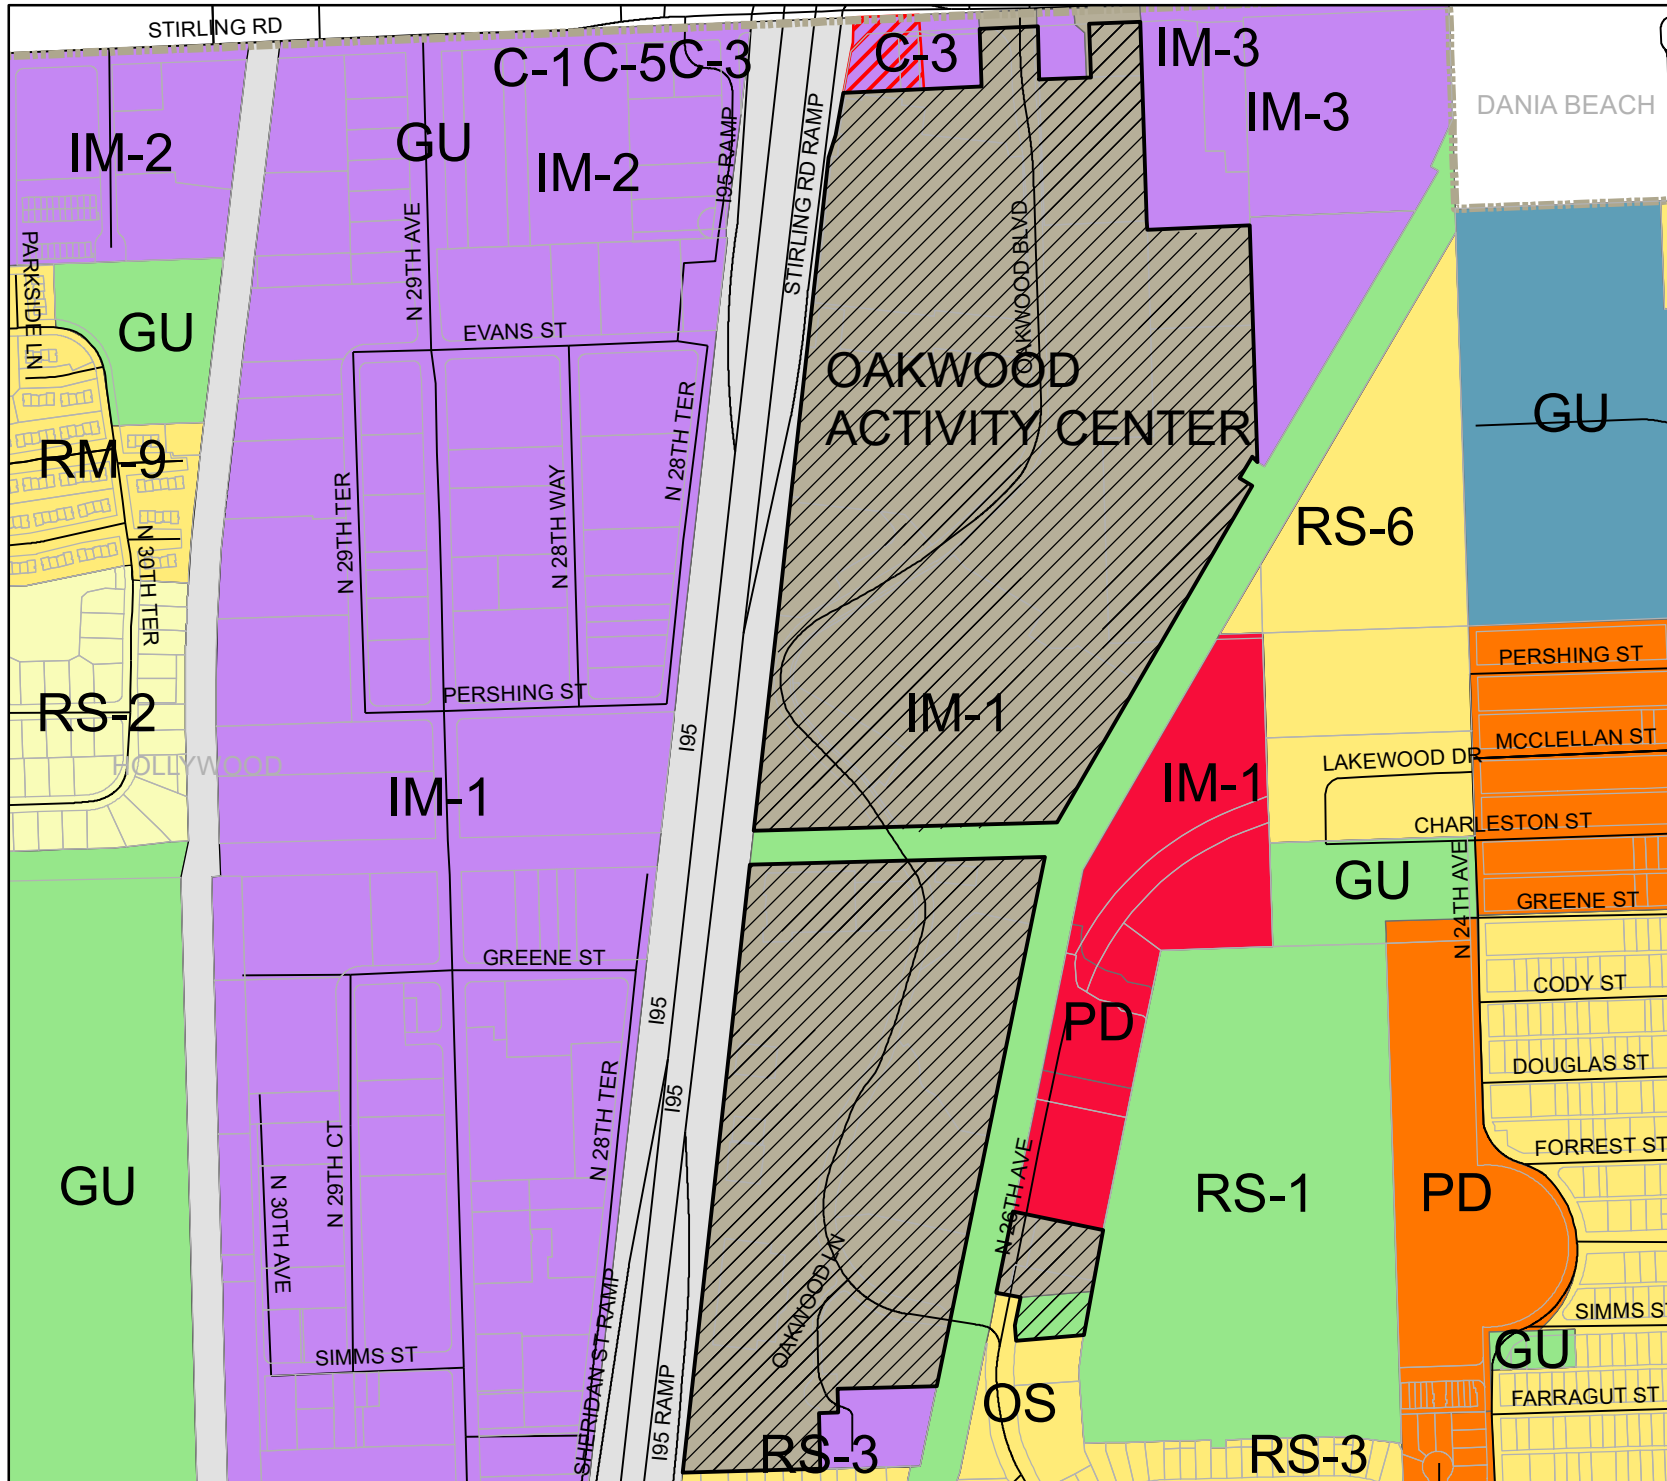 STIRLING RD
C-1
C-5
C-3
C-3
IM-3
IM-3
DANIA BEACH
IM-2
GU
IM-2
I95 RAMP
STIRLING RD RAMP
PARKSIDE LN
N 29TH AVE
OAKWOOD BLVD
GU
EVANS ST
OAKWOOD
ACTIVITY CENTER
GU
RM-9
N 29TH TER
N 28TH WAY
N 28TH TER
RS-6
N 30TH TER
PERSHING ST
PERSHING ST
RS-2
IM-1
I95
MCCLELLAN ST
HOLLYWOOD
LAKEWOOD DR
IM-1
IM-1
CHARLESTON ST
GU
N 24TH AVE
GREENE ST
GREENE ST
CODY ST
I95
PD
DOUGLAS ST
I95
N 28TH TER
FORREST ST
GU
N 30TH AVE
N 29TH CT
N 26TH AVE
RS-1
PD
OAKWOOD LN
SIMMS ST
SIMMS ST
GU
SHERIDAN ST RAMP
I95 RAMP
OS
FARRAGUT ST
RS-3
RS-3